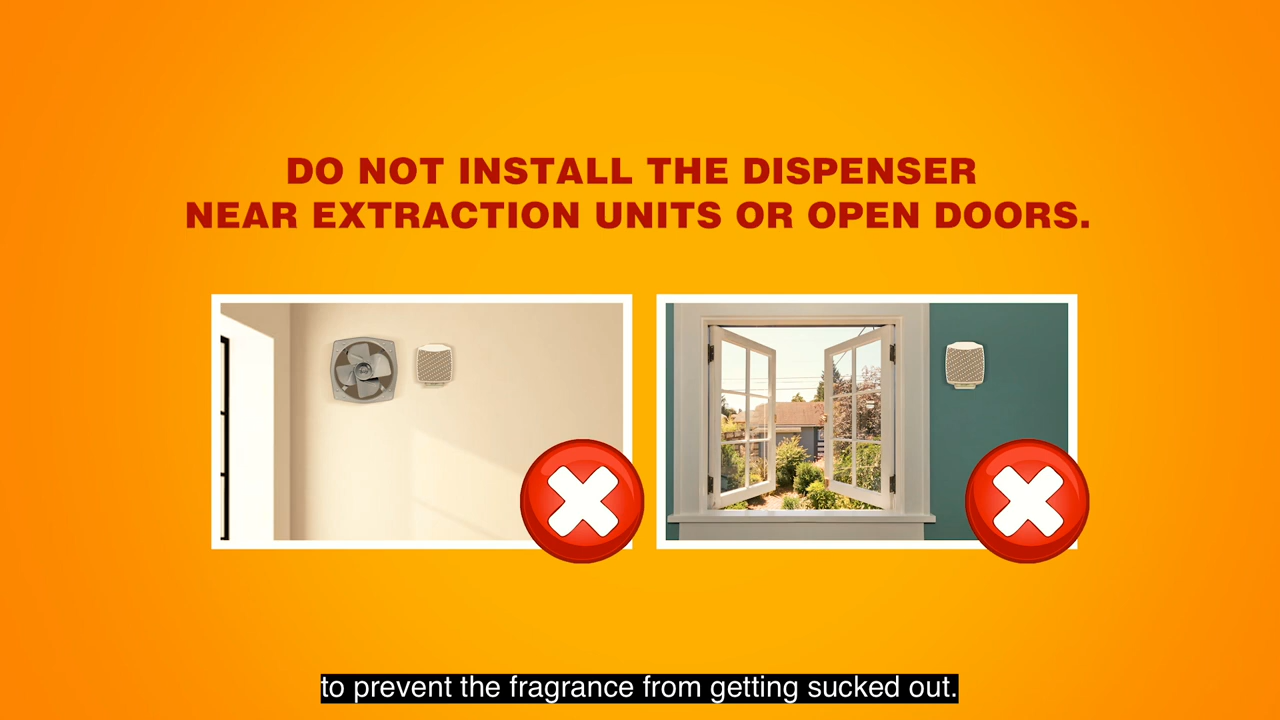 DO NOT INSTALL THE DISPENSER
NEAR EXTRACTION UNITS OR OPEN DOORS.
to prevent the fragrance from getting sucked out.